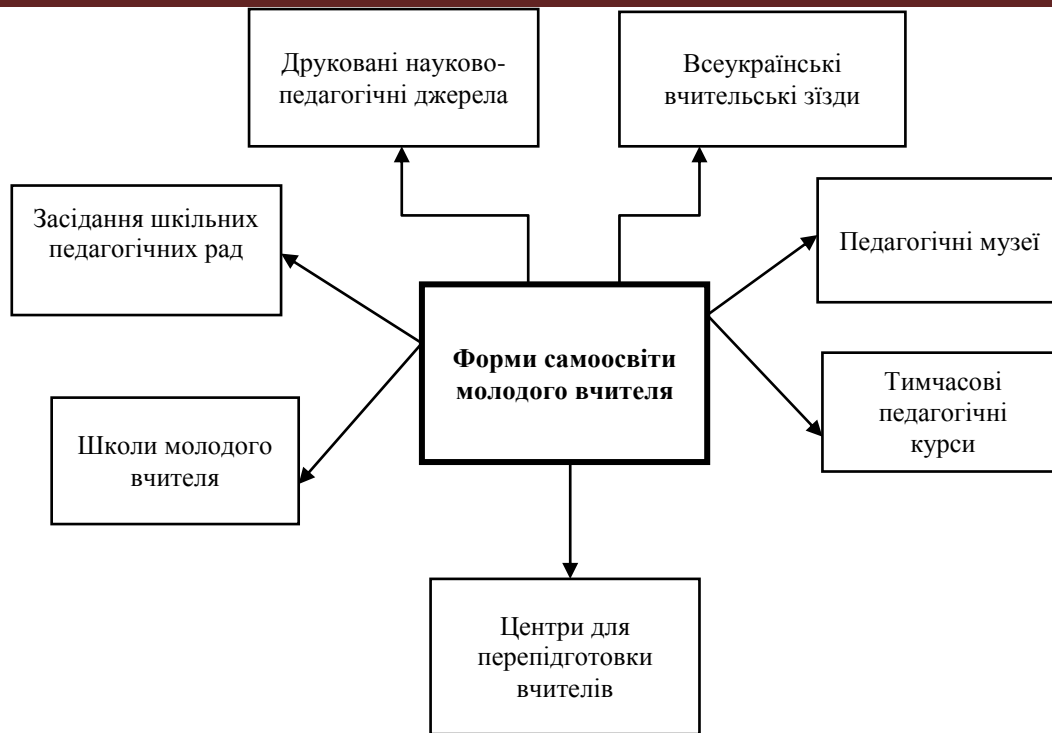 Друковані науково-
педагогічні джерела
Всеукраїнські
вчительські зїзди
Засідання шкільних
педагогічних рад
Педагогічні музеї
Форми самоосвіти
молодого вчителя
Тимчасові
педагогічні
курси
Школи молодого
вчителя
Центри для
перепідготовки
вчителів